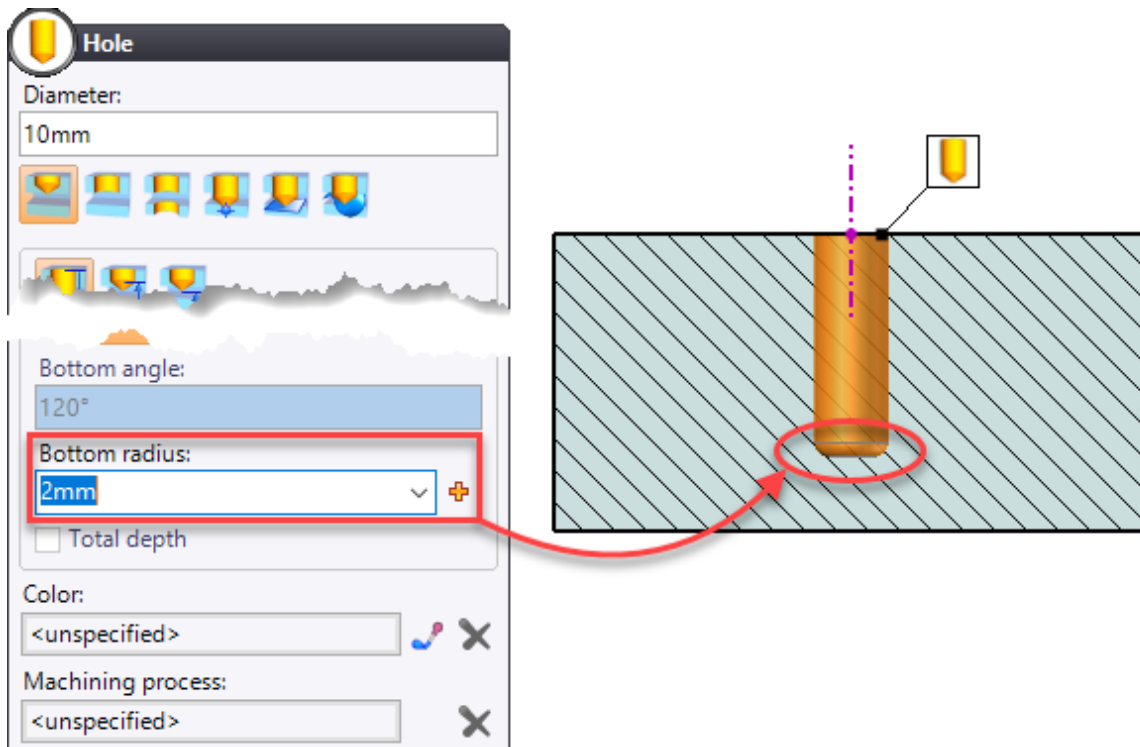 Hole
Diameter:
10mm
Bottom angle:
120°
Bottom radius:
2mm
Total depth
Color:
<unspecified>
Machining process:
<unspecified>